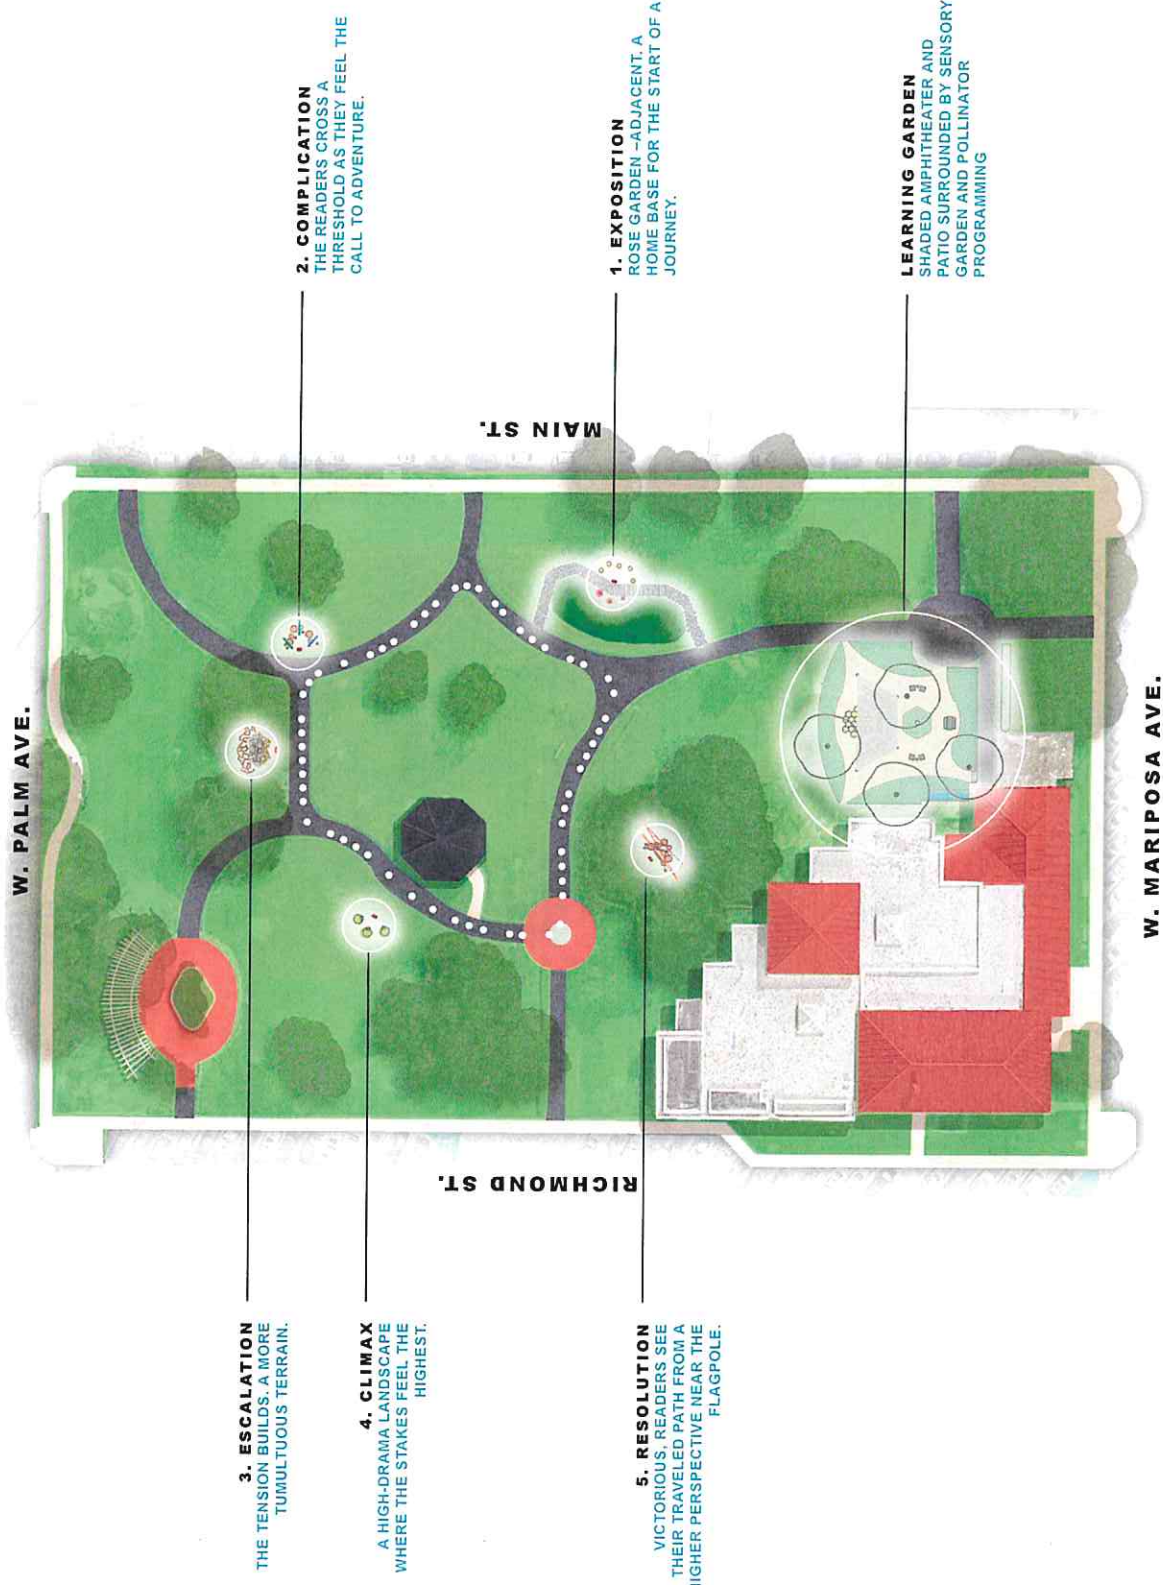 W. PALM AVE.
2. COMPLICATION
THE READERS CROSS A
THRESHOLD AS THEY FEEL THE
CALL TO ADVENTURE.
1. EXPOSITION
ROSE GARDEN –ADJACENT. A
HOME BASE FOR THE START OF A
JOURNEY.
LEARNING GARDEN
SHADED AMPHITHEATER AND
PATIO SURROUNDED BY SENSORY
GARDEN AND POLLINATOR
PROGRAMMING
MAIN ST.
RICHMOND ST.
3. ESCALATION
THE TENSION BUILDS. A MORE
TUMULTUOUS TERRAIN.
4. CLIMAX
A HIGH-DRAMA LANDSCAPE
WHERE THE STAKES FEEL THE
HIGHEST.
5. RESOLUTION
VICTORIOUS, READERS SEE
THEIR TRAVELED PATH FROM A
HIGHER PERSPECTIVE NEAR THE
FLAGPOLE.
W. MARIPOSA AVE.